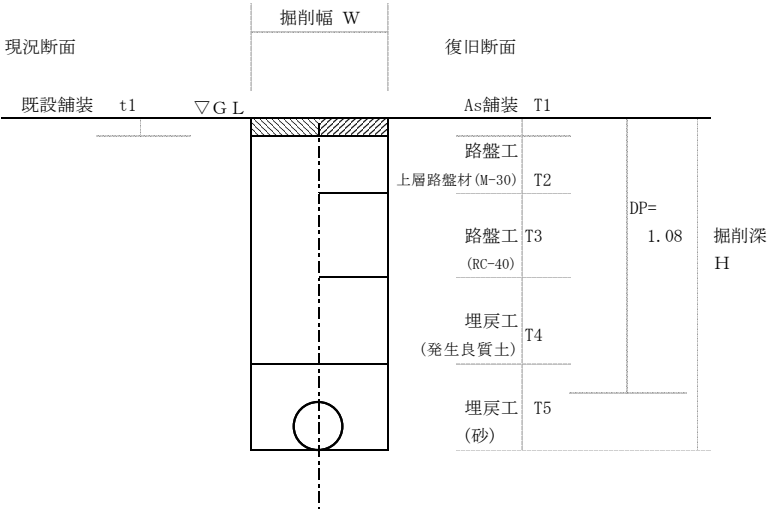 掘削幅 W
現況断面
復旧断面
既設舗装 t1
▽GL
As舗装 T1
路盤工
上層路盤材(M-30) T2
DP=
1.08
路盤工 T3
(RC-40)
掘削深
H
埋戻工
T4
(発生良質土)
埋戻工 T5
(砂)